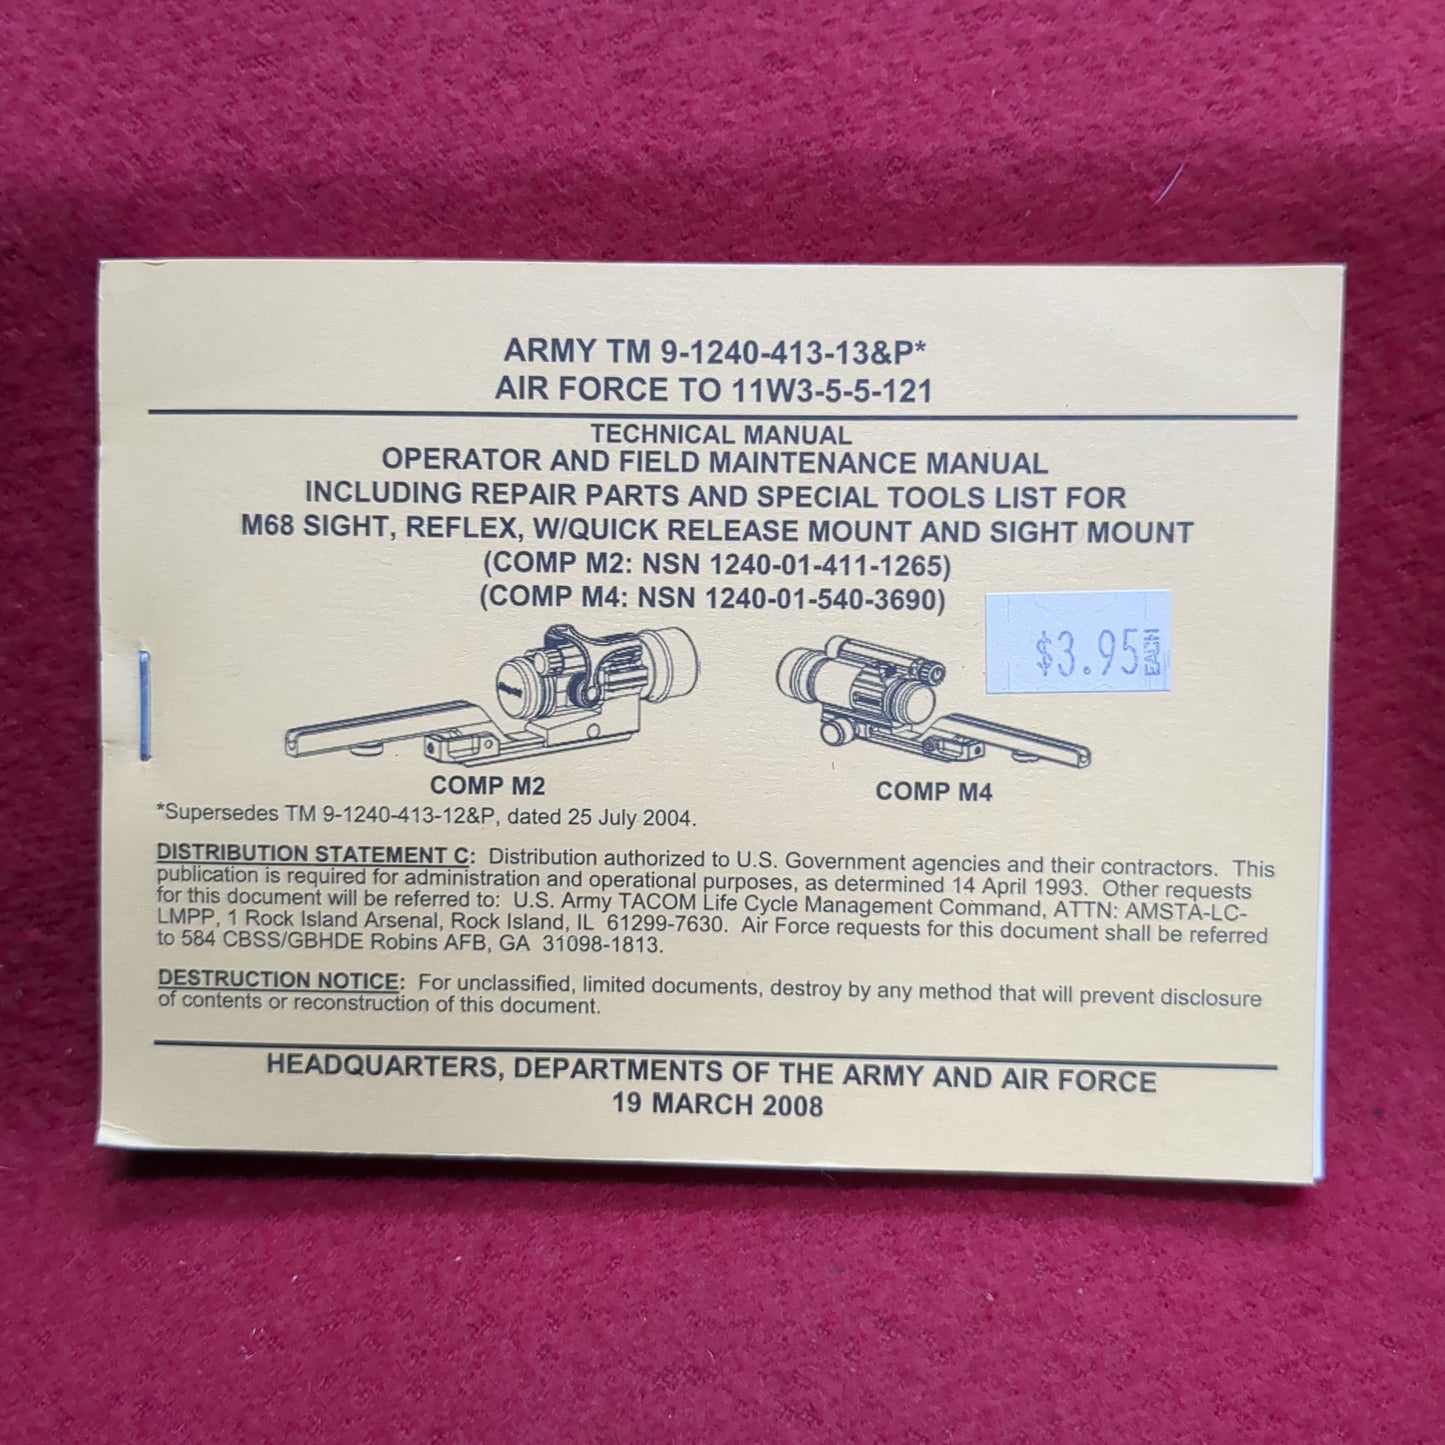 ARMY TM 9-1240-413-13&P*
AIR FORCE TO 11W3-5-5-121
TECHNICAL MANUAL
OPERATOR AND FIELD MAINTENANCE MANUAL
INCLUDING REPAIR PARTS AND SPECIAL TOOLS LIST FOR
M68 SIGHT, REFLEX, W/QUICK RELEASE MOUNT AND SIGHT MOUNT
(COMP M2: NSN 1240-01-411-1265)
(COMP M4: NSN 1240-01-540-3690)
$3.95 EACH
COMP M2
COMP M4
*Supersedes TM 9-1240-413-12&P, dated 25 July 2004.
DISTRIBUTION STATEMENT C: Distribution authorized to U.S. Government agencies and their contractors. This
publication is required for administration and operational purposes, as determined 14 April 1993. Other requests
for this document will be referred to: U.S. Army TACOM Life Cycle Management Command, ATTN: AMSTA-LC-
LMPP, 1 Rock Island Arsenal, Rock Island, IL 61299-7630. Air Force requests for this document shall be referred
to 584 CBSS/GBHDE Robins AFB, GA 31098-1813.
DESTRUCTION NOTICE: For unclassified, limited documents, destroy by any method that will prevent disclosure
of contents or reconstruction of this document.
HEADQUARTERS, DEPARTMENTS OF THE ARMY AND AIR FORCE
19 MARCH 2008